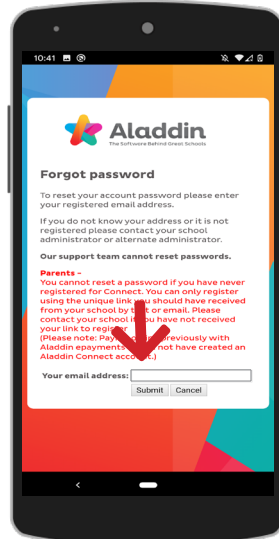 10:41
Aladdin
The Software Behind Great Schools
Forgot password
To reset your account password please enter
your registered email address.
If you do not know your address or it is not
registered please contact your school
administrator or alternate administrator.
Our support team cannot reset passwords.
Parents -
You cannot reset a password if you have never
registered for Connect. You can only register
using the unique link you should have received
from your school by text or email. Please
contact your school if you have not received
your link to register
(Please note: previously with
Aladdin epayments not have created an
Aladdin Connect account.)
Your email address:
Submit Cancel